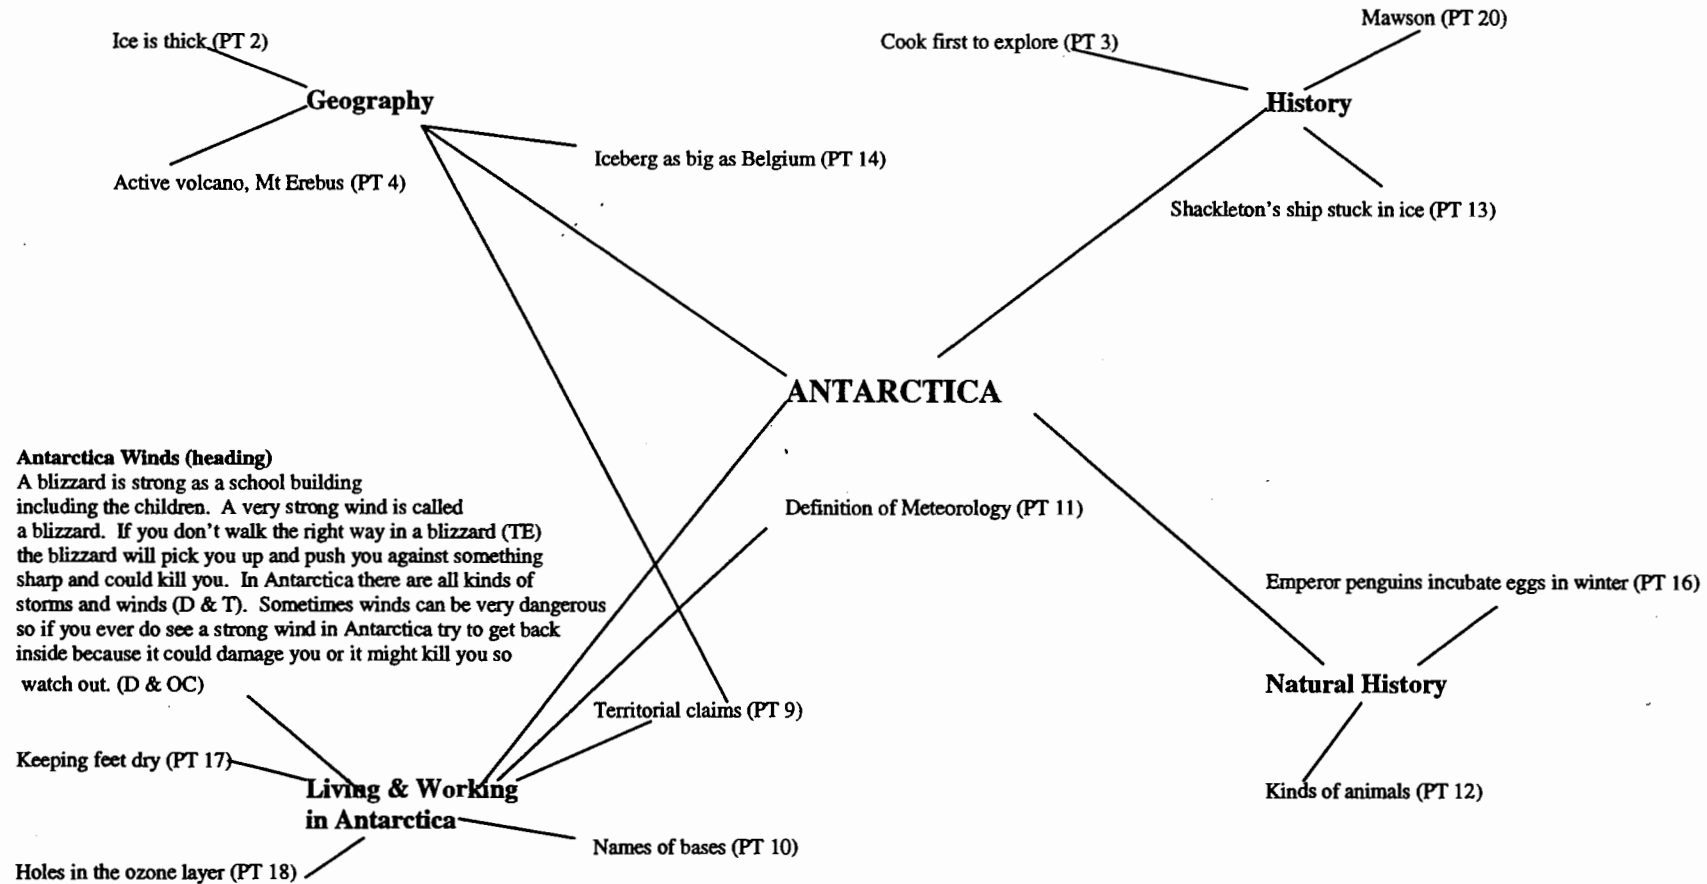 Mawson (PT 20)
Ice is thick (PT 2)
Cook first to explore (PT 3)
Geography
History
Iceberg as big as Belgium (PT 14)
Active volcano, Mt Erebus (PT 4)
Shackleton's ship stuck in ice (PT 13)
ANTARCTICA
Antarctica Winds (heading)
A blizzard is strong as a school building
including the children. A very strong wind is called
a blizzard. If you don't walk the right way in a blizzard (TE)
the blizzard will pick you up and push you against something
sharp and could kill you. In Antarctica there are all kinds of
storms and winds (D & T). Sometimes winds can be very dangerous
so if you ever do see a strong wind in Antarctica try to get back
inside because it could damage you or it might kill you so
watch out. (D & OC)
Definition of Meteorology (PT 11)
Emperor penguins incubate eggs in winter (PT 16)
Natural History
Territorial claims (PT 9)
Keeping feet dry (PT 17)
Living & Working
in Antarctica
Kinds of animals (PT 12)
Names of bases (PT 10)
Holes in the ozone layer (PT 18)